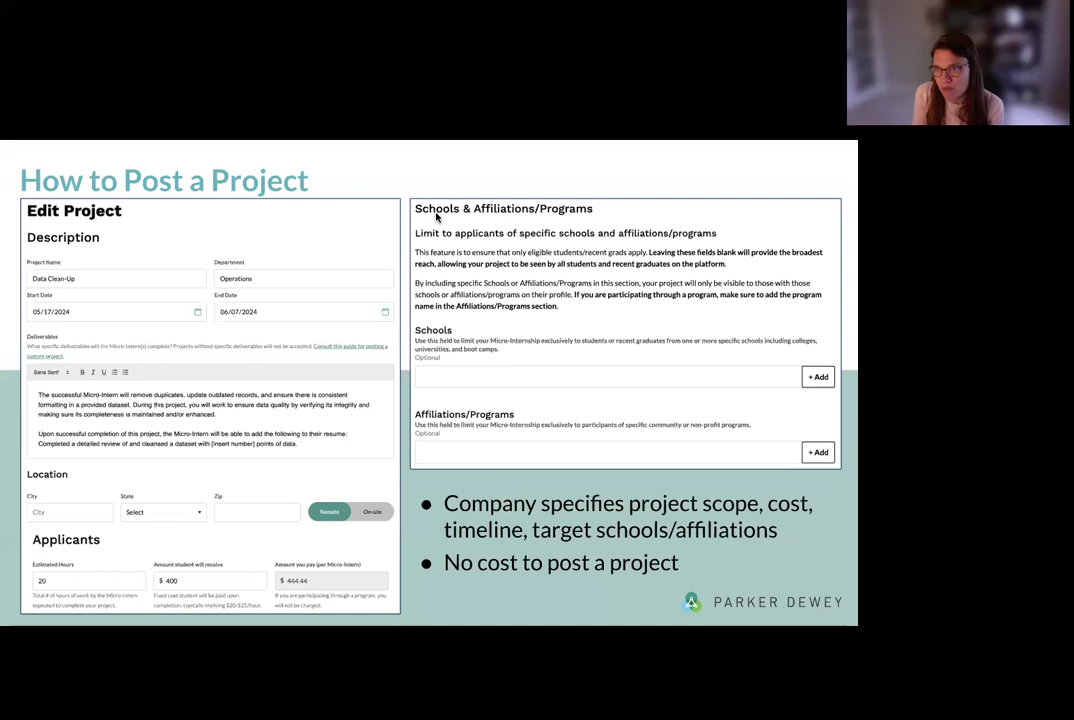 How to Post a Project
Edit Project
Description
Project Name
Department
Data Clean-Up
Operations
Start Date
End Date
05/17/2024
06/07/2024
Deliverables
What specific deliverables will the Micro-Intern(s) complete? Projects without specific deliverables will not be accepted. Consult this guide for posting a
custom project.
Sans Serif
B I U
The successful Micro-Intern will remove duplicates, update outdated records, and ensure there is consistent
formatting in a provided dataset. During this project, you will work to ensure data quality by verifying its integrity and
making sure its completeness is maintained and/or enhanced.
Upon successful completion of this project, the Micro-Intern will be able to add the following to their resume:
Completed a detailed review of and cleansed a dataset with [insert number] points of data.
Location
City
State
Zip
City
Select
Remote
On-site
Applicants
Estimated Hours
Amount student will receive
Amount you pay (per Micro-Intern)
20
$ 400
$ 444.44
Total # of hours of work by the Micro-Intern
expected to complete your project.
Fixed cost student will be paid upon
completion, typically implying $20-$25/hour.
If you are participating through a program, you
will not be charged.
Schools & Affiliations/Programs
Limit to applicants of specific schools and affiliations/programs
This feature is to ensure that only eligible students/recent grads apply. Leaving these fields blank will provide the broadest
reach, allowing your project to be seen by all students and recent graduates on the platform.
By including specific Schools or Affiliations/Programs in this section, your project will only be visible to those with those
schools or affiliations/programs on their profile. If you are participating through a program, make sure to add the program
name in the Affiliations/Programs section.
Schools
Use this field to limit your Micro-Internship exclusively to students or recent graduates from one or more specific schools including colleges,
universities, and boot camps.
Optional
+ Add
Affiliations/Programs
Use this field to limit your Micro-Internship exclusively to participants of specific community or non-profit programs.
Optional
+ Add
● Company specifies project scope, cost,
timeline, target schools/affiliations
● No cost to post a project
PARKER DEWEY